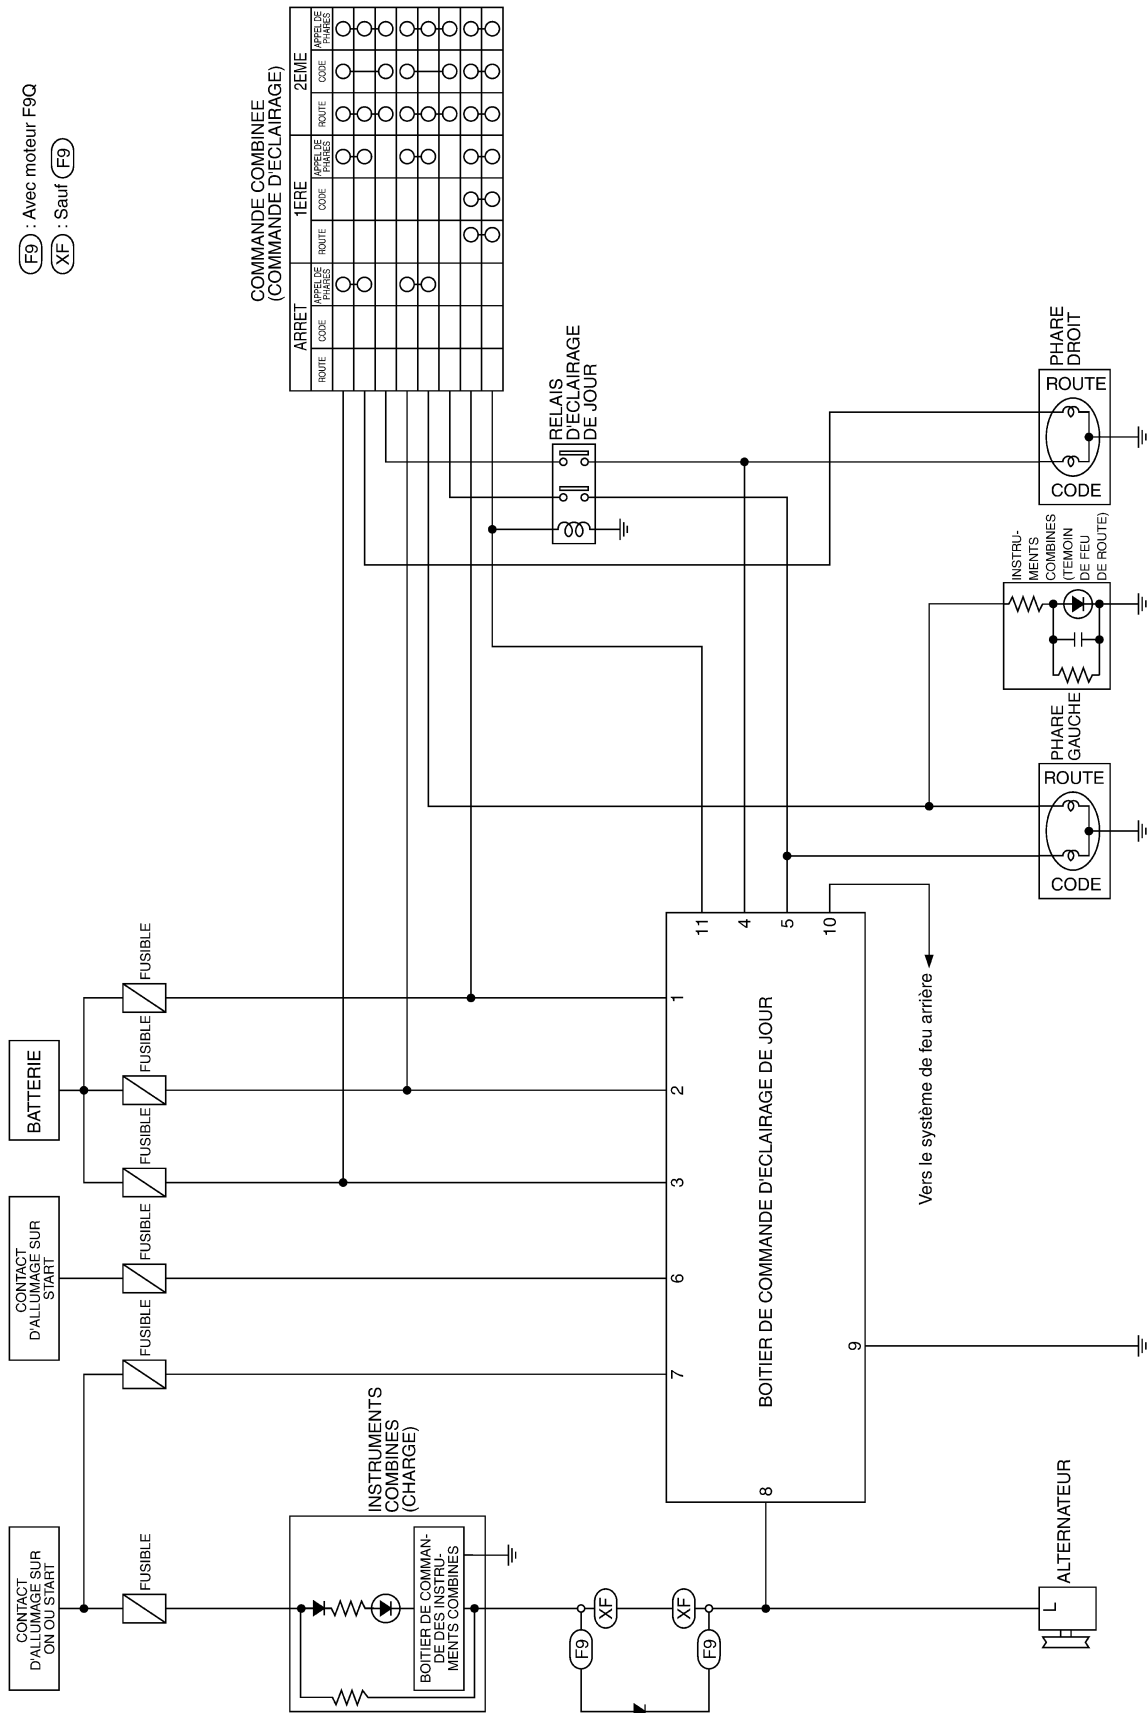 F9 : Avec moteur F9Q
XF : Sauf F9
COMMANDE COMBINEE
(COMMANDE D'ECLAIRAGE)
ARRET
1ERE
2EME
ROUTE
CODE
APPEL DE
PHARES
ROUTE
CODE
APPEL DE
PHARES
ROUTE
CODE
APPEL DE
PHARES
RELAIS
D'ECLAIRAGE
DE JOUR
PHARE
DROIT
ROUTE
CODE
INSTRU-
MENTS
COMBINES
(TEMOIN
DE FEU
DE ROUTE)
PHARE
GAUCHE
ROUTE
CODE
BATTERIE
FUSIBLE
FUSIBLE
FUSIBLE
CONTACT
D'ALLUMAGE SUR
START
FUSIBLE
FUSIBLE
CONTACT
D'ALLUMAGE SUR
ON OU START
FUSIBLE
11
4
5
10
1
2
3
6
7
9
8
BOITIER DE COMMANDE D'ECLAIRAGE DE JOUR
Vers le système de feu arrière
INSTRUMENTS
COMBINES
(CHARGE)
BOITIER DE COMMAN-
DE DES INSTRU-
MENTS COMBINES
XF
XF
F9
F9
L
ALTERNATEUR